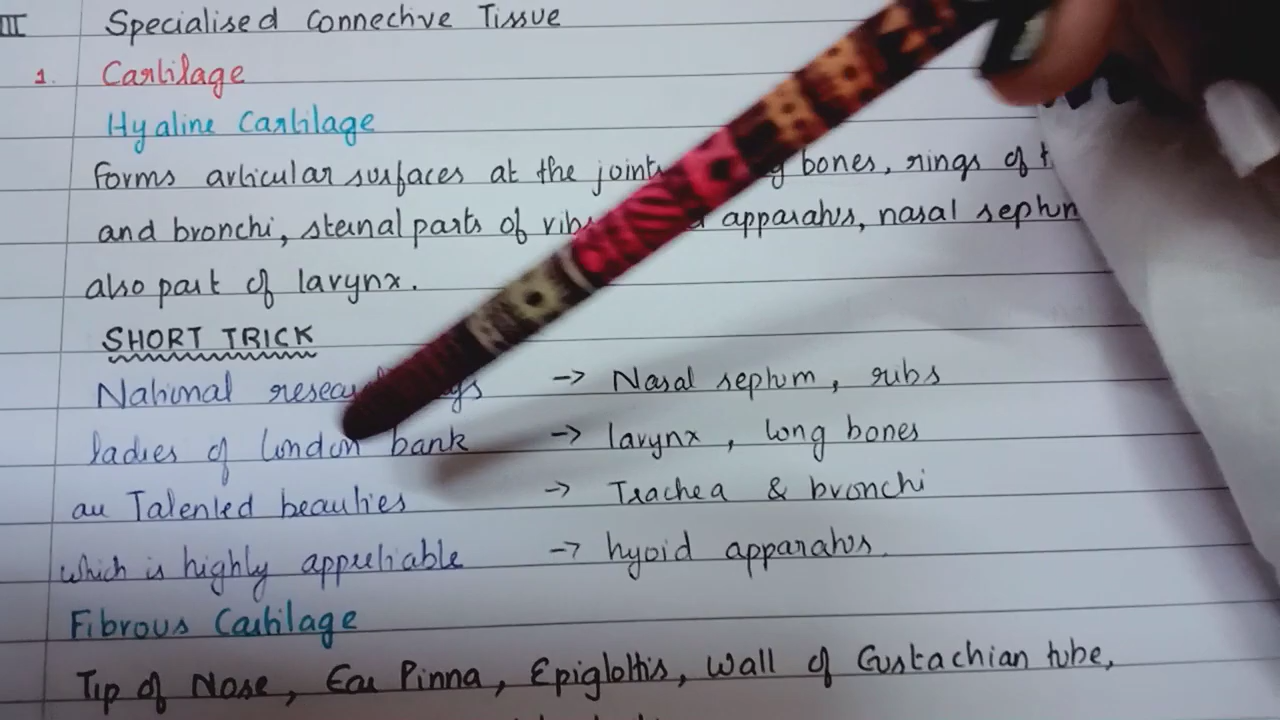 III Specialised Connective Tissue
1. Cartilage
Hyaline Cartilage
forms articular surfaces at the joints bones, rings of
and bronchi, sternal parts of ribs apparatus, nasal septum
also part of larynx.
SHORT TRICK
National → Nasal septum, ribs
ladies of London bank → larynx, long bones
are Talented beauties → Trachea & bronchi
which is highly appreciable → hyoid apparatus.
Fibrous Cartilage
Tip of Nose, Ear Pinna, Epiglottis, Wall of Eustachian tube,